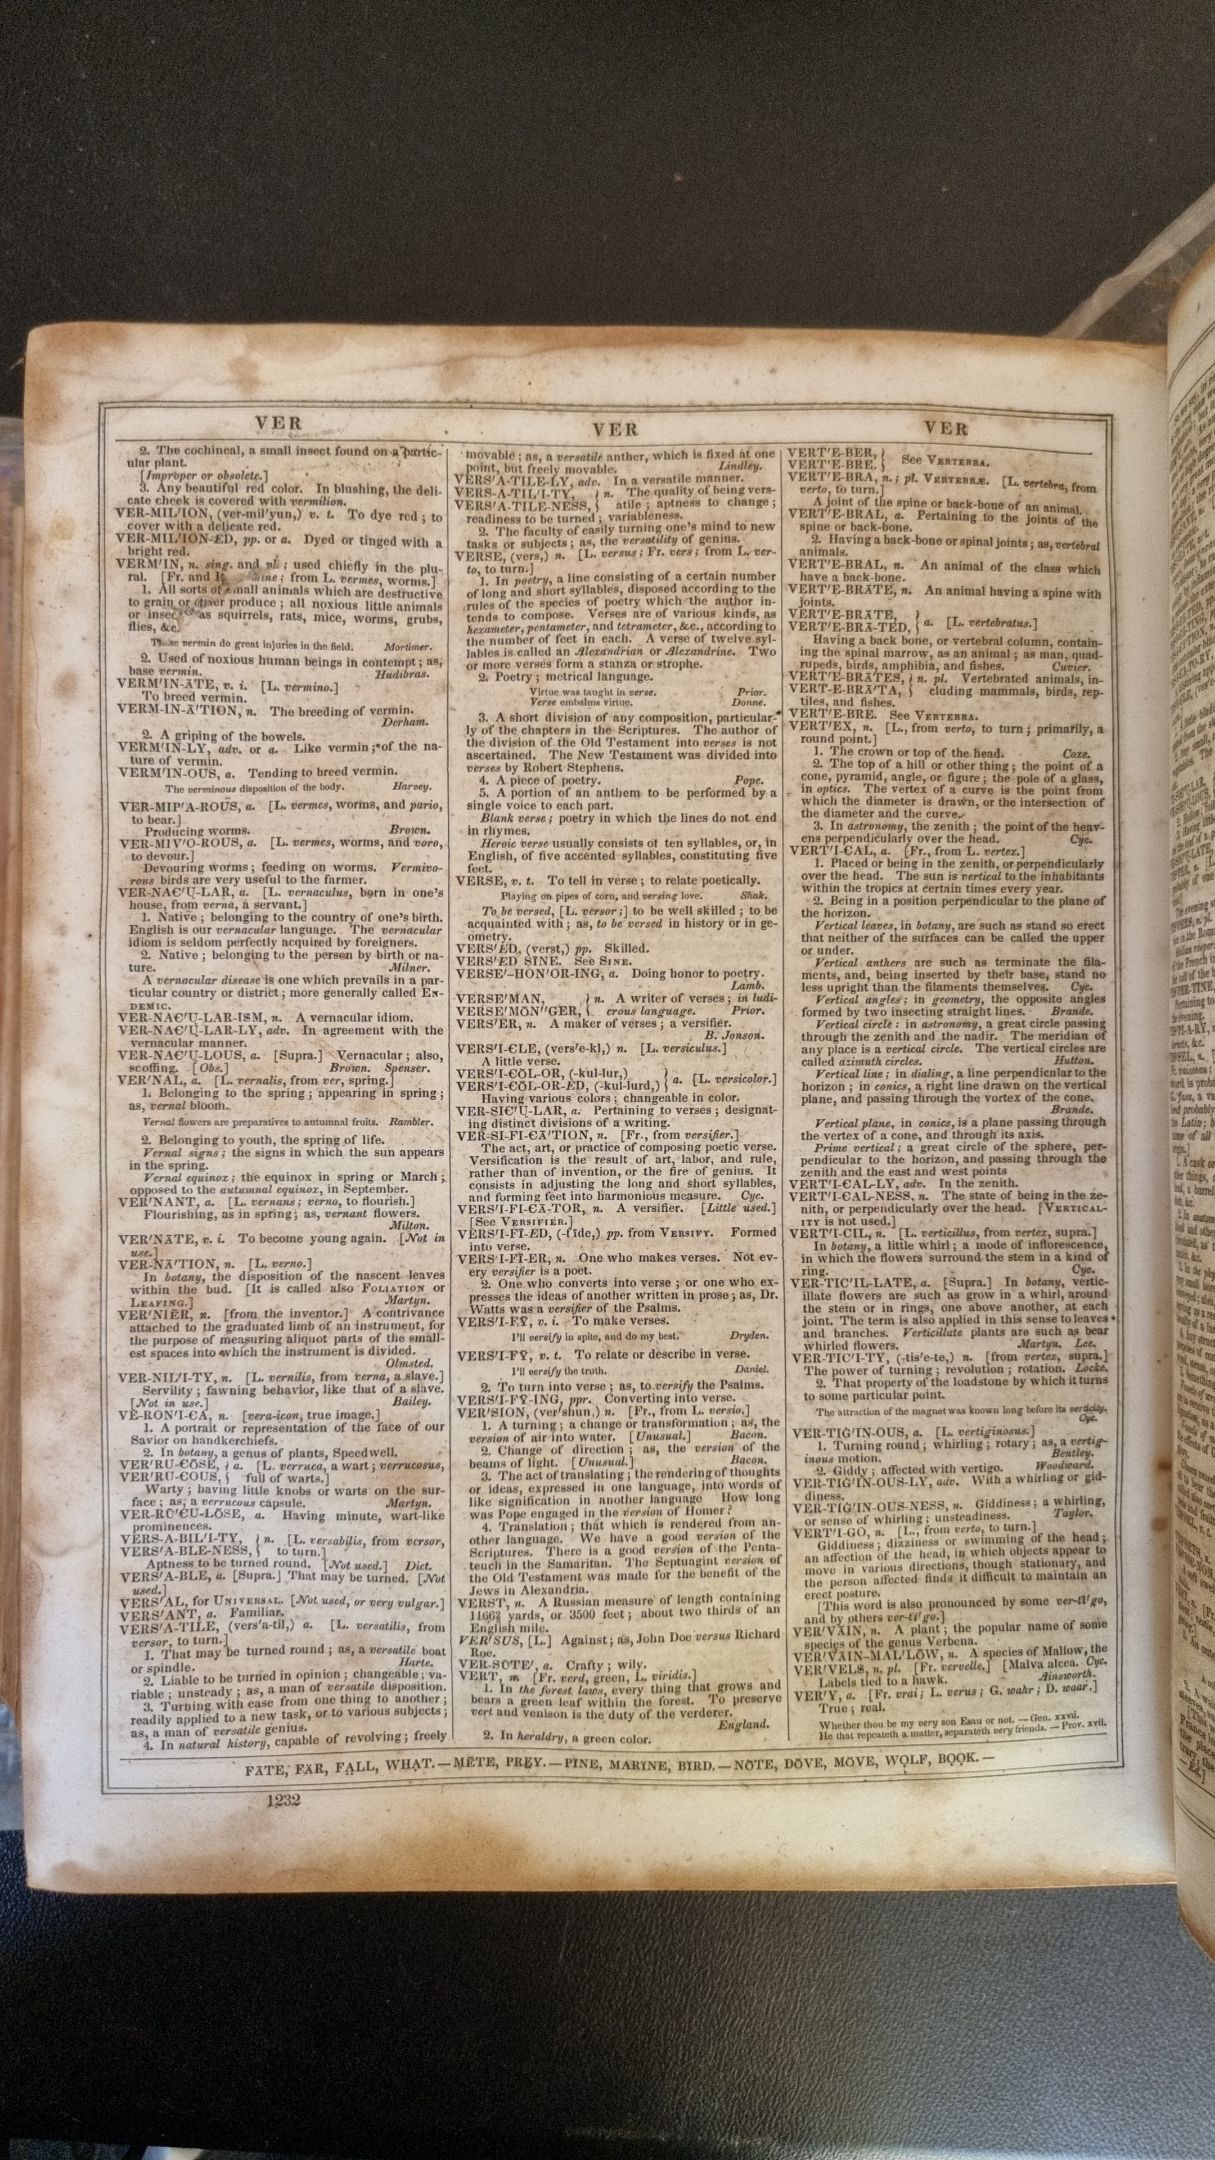 VER
2. The cochineal, a small insect found on a partic-
ular plant.
[Improper or obsolete.]
3. Any beautiful red color. In blushing, the deli-
cate cheek is covered with vermilion.
VER-MIL'ION, (ver-mil'yun,) v. t. To dye red; to
cover with a delicate red.
VER-MIL'ION-ED, pp. or a. Dyed or tinged with a
bright red.
VERM'IN, n. sing. and pl.; used chiefly in the plu-
ral. [Fr. and It. ; from L. vermes, worms.]
1. All sorts of small animals which are destructive
to grain or other produce; all noxious little animals
or insects as squirrels, rats, mice, worms, grubs,
flies, &c.
These vermin do great injuries in the field. Mortimer.
2. Used of noxious human beings in contempt; as,
base vermin. Hudibras.
VERM'IN-ĀTE, v. i. [L. vermino.]
To breed vermin.
VERM-IN-Ā'TION, n. The breeding of vermin.
Derham.
2. A griping of the bowels.
VERM'IN-LY, adv. or a. Like vermin; of the na-
ture of vermin.
VERM'IN-OUS, a. Tending to breed vermin.
The verminous disposition of the body. Harvey.
VER-MIP'A-ROUS, a. [L. vermes, worms, and pario,
to bear.]
Producing worms. Brown.
VER-MIV'O-ROUS, a. [L. vermes, worms, and voro,
to devour.]
Devouring worms; feeding on worms. Vermivo-
rous birds are very useful to the farmer.
VER-NAC'U-LAR, a. [L. vernaculus, born in one's
house, from verna, a servant.]
1. Native; belonging to the country of one's birth.
English is our vernacular language. The vernacular
idiom is seldom perfectly acquired by foreigners.
2. Native; belonging to the person by birth or na-
ture. Milner.
A vernacular disease is one which prevails in a par-
ticular country or district; more generally called EN-
DEMIC.
VER-NAC'U-LAR-ISM, n. A vernacular idiom.
VER-NAC'U-LAR-LY, adv. In agreement with the
vernacular manner.
VER-NAC'U-LOUS, a. [Supra.] Vernacular; also,
scoffing. [Obs.] Brown. Spenser.
VER'NAL, a. [L. vernalis, from ver, spring.]
1. Belonging to the spring; appearing in spring;
as, vernal bloom.
Vernal flowers are preparatives to autumnal fruits. Rambler.
2. Belonging to youth, the spring of life.
Vernal signs; the signs in which the sun appears
in the spring.
Vernal equinox; the equinox in spring or March;
opposed to the autumnal equinox, in September.
VER'NANT, a. [L. vernans; verno, to flourish.]
Flourishing, as in spring; as, vernant flowers.
Milton.
VER'NĀTE, v. i. To become young again. [Not in
use.]
VER-NĀ'TION, n. [L. verno.]
In botany, the disposition of the nascent leaves
within the bud. [It is called also FOLIATION or
LEAFING.] Martyn.
VER'NIĒR, n. [from the inventor.] A contrivance
attached to the graduated limb of an instrument, for
the purpose of measuring aliquot parts of the small-
est spaces into which the instrument is divided.
Olmsted.
VER-NIL'I-TY, n. [L. vernilis, from verna, a slave.]
Servility; fawning behavior, like that of a slave.
[Not in use.] Bailey.
VE-RON'I-CA, n. [vera-icon, true image.]
1. A portrait or representation of the face of our
Savior on handkerchiefs.
2. In botany, a genus of plants, Speedwell.
VER'RU-CŌSE, } a. [L. verruca, a wart; verrucosus,
VER'RU-COUS, } full of warts.]
Warty; having little knobs or warts on the sur-
face; as, a verrucous capsule. Martyn.
VER-RŪ'CU-LŌSE, a. Having minute, wart-like
prominences.
VERS-A-BIL'I-TY, } n. [L. versabilis, from versor,
VERS'A-BLE-NESS, } to turn.]
Aptness to be turned round. [Not used.] Dict.
VERS'A-BLE, a. [Supra.] That may be turned. [Not
used.]
VERS'AL, for UNIVERSAL. [Not used, or very vulgar.]
VERS'ANT, a. Familiar.
VERS'A-TILE, (vers'a-til,) a. [L. versatilis, from
versor, to turn.]
1. That may be turned round; as, a versatile boat
or spindle. Harte.
2. Liable to be turned in opinion; changeable; va-
riable; unsteady; as, a man of versatile disposition.
3. Turning with ease from one thing to another;
readily applied to a new task, or to various subjects;
as, a man of versatile genius.
4. In natural history, capable of revolving; freely
VER
movable; as, a versatile anther, which is fixed at one
point, but freely movable. Lindley.
VERS'A-TILE-LY, adv. In a versatile manner.
VERS-A-TIL'I-TY, } n. The quality of being vers-
VERS'A-TILE-NESS, } atile; aptness to change;
readiness to be turned; variableness.
2. The faculty of easily turning one's mind to new
tasks or subjects; as, the versatility of genius.
VERSE, (vers,) n. [L. versus; Fr. vers; from L. ver-
to, to turn.]
1. In poetry, a line consisting of a certain number
of long and short syllables, disposed according to the
rules of the species of poetry which the author in-
tends to compose. Verses are of various kinds, as
hexameter, pentameter, and tetrameter, &c., according to
the number of feet in each. A verse of twelve syl-
lables is called an Alexandrian or Alexandrine. Two
or more verses form a stanza or strophe.
2. Poetry; metrical language.
Virtue was taught in verse. Prior.
Verse embalms virtue. Donne.
3. A short division of any composition, particular-
ly of the chapters in the Scriptures. The author of
the division of the Old Testament into verses is not
ascertained. The New Testament was divided into
verses by Robert Stephens.
4. A piece of poetry. Pope.
5. A portion of an anthem to be performed by a
single voice to each part.
Blank verse; poetry in which the lines do not end
in rhymes.
Heroic verse usually consists of ten syllables, or, in
English, of five accented syllables, constituting five
feet.
VERSE, v. t. To tell in verse; to relate poetically.
Playing on pipes of corn, and versing love. Shak.
To be versed, [L. versor;] to be well skilled; to be
acquainted with; as, to be versed in history or in ge-
ometry.
VERS'ED, (verst,) pp. Skilled.
VERS'ED SINE. See SINE.
VERSE'-HON'OR-ING, a. Doing honor to poetry.
Lamb.
VERSE'MAN, } n. A writer of verses; in ludi-
VERSE'MŎN"GER, } crous language. Prior.
VERS'ER, n. A maker of verses; a versifier.
B. Jonson.
VERS'I-CLE, (vers'e-kl,) n. [L. versiculus.]
A little verse.
VERS'I-CŎL-OR, (-kul-lur,) } a. [L. versicolor.]
VERS'I-CŎL-OR-ED, (-kul-lurd,) }
Having various colors; changeable in color.
VER-SIC'U-LAR, a. Pertaining to verses; designat-
ing distinct divisions of a writing.
VER-SI-FI-CĀ'TION, n. [Fr., from versifier.]
The act, art, or practice of composing poetic verse.
Versification is the result of art, labor, and rule,
rather than of invention, or the fire of genius. It
consists in adjusting the long and short syllables,
and forming feet into harmonious measure. Cyc.
VERS'I-FI-CĀ-TOR, n. A versifier. [Little used.]
[See VERSIFIER.]
VERS'I-FĪ-ED, (-fīde,) pp. from VERSIFY. Formed
into verse.
VERS'I-FĪ-ER, n. One who makes verses. Not ev-
ery versifier is a poet.
2. One who converts into verse; or one who ex-
presses the ideas of another written in prose; as, Dr.
Watts was a versifier of the Psalms.
VERS'I-FȲ, v. i. To make verses.
I'll versify in spite, and do my best. Dryden.
VERS'I-FȲ, v. t. To relate or describe in verse.
I'll versify the truth. Daniel.
2. To turn into verse; as, to versify the Psalms.
VERS'I-FȲ-ING, ppr. Converting into verse.
VER'SION, (ver'shun,) n. [Fr., from L. versio.]
1. A turning; a change or transformation; as, the
version of air into water. [Unusual.] Bacon.
2. Change of direction; as, the version of the
beams of light. [Unusual.] Bacon.
3. The act of translating; the rendering of thoughts
or ideas, expressed in one language, into words of
like signification in another language How long
was Pope engaged in the version of Homer?
4. Translation; that which is rendered from an-
other language. We have a good version of the
Scriptures. There is a good version of the Penta-
teuch in the Samaritan. The Septuagint version of
the Old Testament was made for the benefit of the
Jews in Alexandria.
VERST, n. A Russian measure of length containing
1166⅔ yards, or 3500 feet; about two thirds of an
English mile.
VER'SUS, [L.] Against; as, John Doe versus Richard
Roe.
VER-SŪTE', a. Crafty; wily.
VERT, n. [Fr. verd, green, L. viridis.]
1. In the forest laws, every thing that grows and
bears a green leaf within the forest. To preserve
vert and venison is the duty of the verderer.
England.
2. In heraldry, a green color.
VER
VERT'E-BER, }
VERT'E-BRE. } See VERTEBRA.
VERT'E-BRA, n.; pl. VERTEBRÆ. [L. vertebra, from
verto, to turn.]
A joint of the spine or back-bone of an animal.
VERT'E-BRAL, a. Pertaining to the joints of the
spine or back-bone.
2. Having a back-bone or spinal joints; as, vertebral
animals.
VERT'E-BRAL, n. An animal of the class which
have a back-bone.
VERT'E-BRATE, n. An animal having a spine with
joints.
VERT'E-BRATE, } a. [L. vertebratus.]
VERT'E-BRĀ-TED, }
Having a back bone, or vertebral column, contain-
ing the spinal marrow, as an animal; as man, quad-
rupeds, birds, amphibia, and fishes. Cuvier.
VERT'E-BRATES, } n. pl. Vertebrated animals, in-
VERT-E-BRĀ'TA, } cluding mammals, birds, rep-
tiles, and fishes.
VERT'E-BRE. See VERTEBRA.
VERT'EX, n. [L., from verto, to turn; primarily, a
round point.]
1. The crown or top of the head. Coxe.
2. The top of a hill or other thing; the point of a
cone, pyramid, angle, or figure; the pole of a glass,
in optics. The vertex of a curve is the point from
which the diameter is drawn, or the intersection of
the diameter and the curve.
3. In astronomy, the zenith; the point of the heav-
ens perpendicularly over the head. Cyc.
VERT'I-CAL, a. [Fr., from L. vertex.]
1. Placed or being in the zenith, or perpendicularly
over the head. The sun is vertical to the inhabitants
within the tropics at certain times every year.
2. Being in a position perpendicular to the plane of
the horizon.
Vertical leaves, in botany, are such as stand so erect
that neither of the surfaces can be called the upper
or under.
Vertical anthers are such as terminate the fila-
ments, and, being inserted by their base, stand no
less upright than the filaments themselves. Cyc.
Vertical angles; in geometry, the opposite angles
formed by two inserting straight lines. Brande.
Vertical circle: in astronomy, a great circle passing
through the zenith and the nadir. The meridian of
any place is a vertical circle. The vertical circles are
called azimuth circles. Hutton.
Vertical line; in dialing, a line perpendicular to the
horizon; in conics, a right line drawn on the vertical
plane, and passing through the vortex of the cone.
Brande.
Vertical plane, in conics, is a plane passing through
the vertex of a cone, and through its axis.
Prime vertical; a great circle of the sphere, per-
pendicular to the horizon, and passing through the
zenith and the east and west points
VERT'I-CAL-LY, adv. In the zenith.
VERT'I-CAL-NESS, n. The state of being in the ze-
nith, or perpendicularly over the head. [VERTICAL-
ITY is not used.]
VERT'I-CIL, n. [L. verticillus, from vertex, supra.]
In botany, a little whirl; a mode of inflorescence,
in which the flowers surround the stem in a kind of
ring. Cyc.
VER-TIC'IL-LATE, a. [Supra.] In botany, vertic-
illate flowers are such as grow in a whirl, around
the stem or in rings, one above another, at each
joint. The term is also applied in this sense to leaves
and branches. Verticillate plants are such as bear
whirled flowers. Martyn. Lee.
VER-TIC'I-TY, (-tis'e-te,) n. [from vertex, supra.]
The power of turning; revolution; rotation. Locke.
2. That property of the loadstone by which it turns
to some particular point.
The attraction of the magnet was known long before its verticity.
Cyc.
VER-TIG'IN-OUS, a. [L. vertiginosus.]
1. Turning round; whirling; rotary; as, a vertig-
inous motion. Bentley.
2. Giddy; affected with vertigo. Woodward.
VER-TIG'IN-OUS-LY, adv. With a whirling or gid-
diness.
VER-TIG'IN-OUS-NESS, n. Giddiness; a whirling,
or sense of whirling; unsteadiness. Taylor.
VERT'I-GO, n. [L., from verto, to turn.]
Giddiness; dizziness or swimming of the head;
an affection of the head, in which objects appear to
move in various directions, though stationary, and
the person affected finds it difficult to maintain an
erect posture.
[This word is also pronounced by some ver-tī'go,
and by others ver-tē'go.]
VER'VAIN, n. A plant; the popular name of some
species of the genus Verbena.
VER'VAIN-MAL'LŌW, n. A species of Mallow, the
VER'VELS, n. pl. [Fr. vervelle.] [Malva alcea. Cyc.
Labels tied to a hawk. Ainsworth.
VER'Y, a. [Fr. vrai; L. verus; G. wahr; D. waar.]
True; real.
Whether thou be my very son Esau or not. — Gen. xxvii.
He that repeateth a matter, separateth very friends. — Prov. xvii.
FĀTE, FÄR, FALL, WHAT.—MĒTE, PREY.—PĪNE, MARÏNE, BIRD.—NŌTE, DŎVE, MŌVE, WOLF, BOOK.—
1232